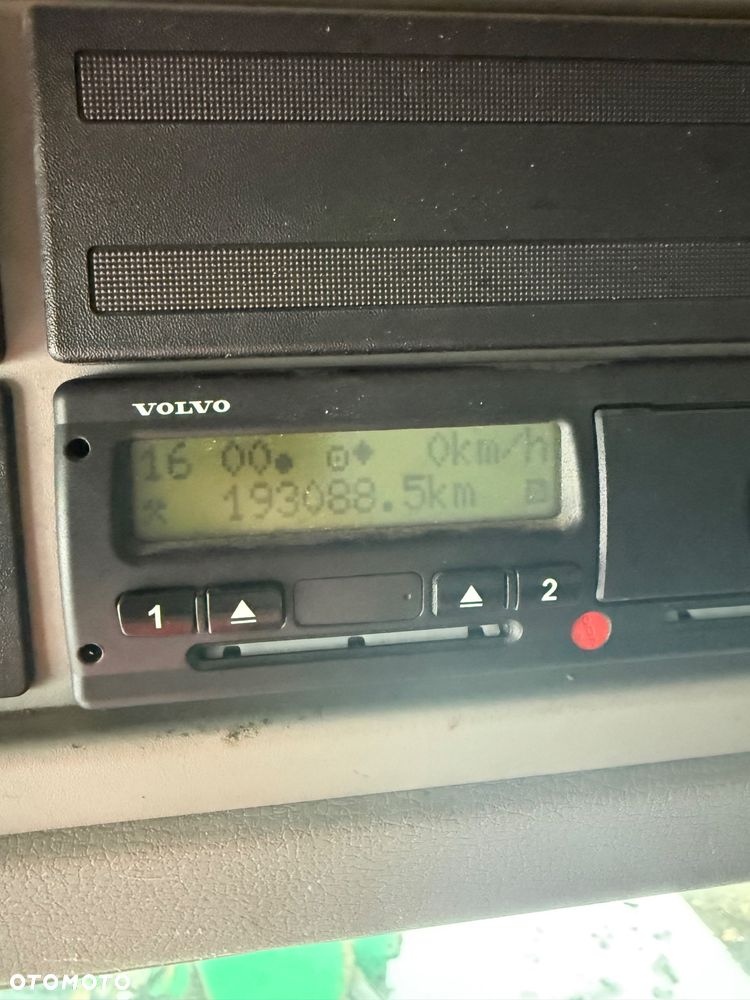 VOLVO
16 00 0km/h
193088.5km
1 2
OTOMOTO